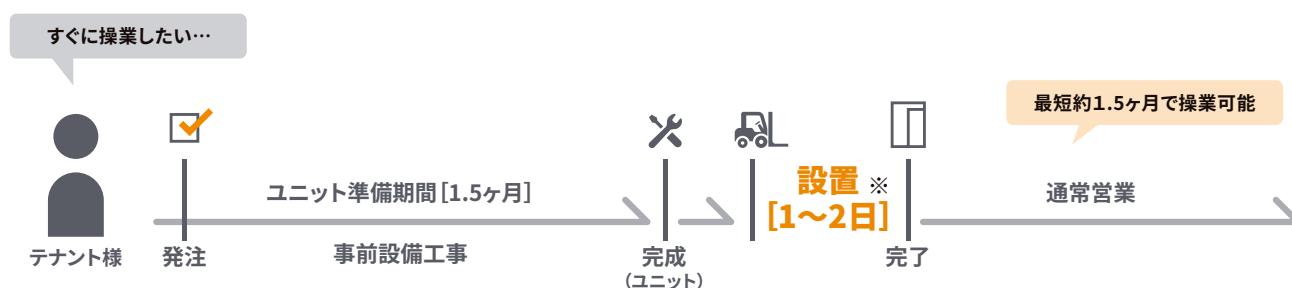 すぐに操業したい…
最短約1.5ヶ月で操業可能
ユニット準備期間[1.5ヶ月]
設置 ※
[1～2日]
通常営業
テナント様
発注
事前設備工事
完成
(ユニット)
完了